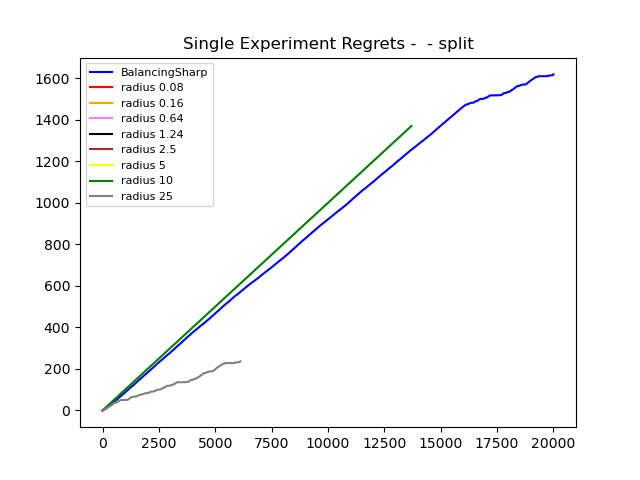 Single Experiment Regrets -  - split
BalancingSharp
radius 0.08
radius 0.16
radius 0.64
radius 1.24
radius 2.5
radius 5
radius 10
radius 25
1600
1400
1200
1000
800
600
400
200
0
0 2500 5000 7500 10000 12500 15000 17500 20000